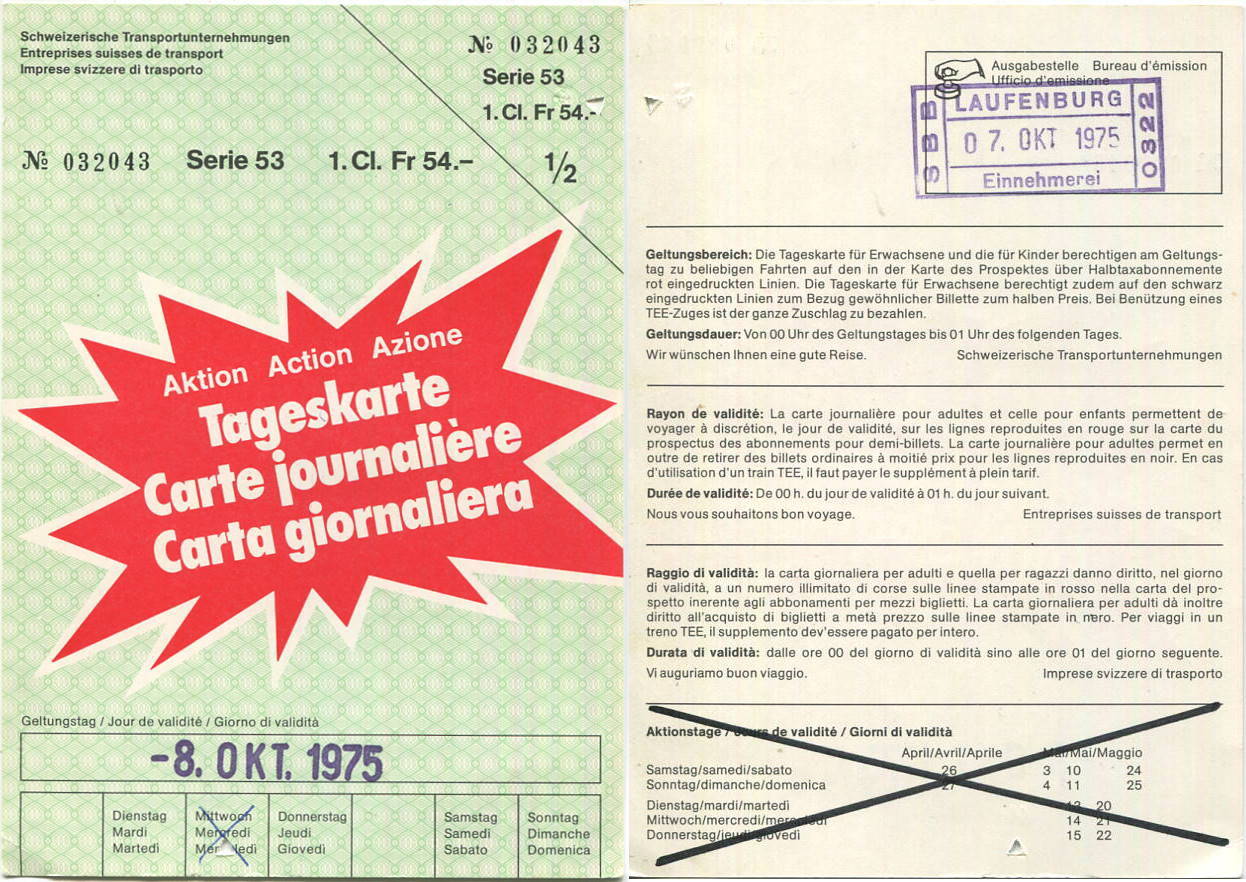 Schweizerische Transportunternehmungen
Entreprises suisses de transport
Imprese svizzere di trasporto
№ 032043
Serie 53
1. Cl. Fr 54.-
№ 032043 Serie 53 1. Cl. Fr 54.– 1/2
Aktion Action Azione
Tageskarte
Carte journalière
Carta giornaliera
Geltungstag / Jour de validité / Giorno di validità
-8. OKT. 1975
Dienstag Mittwoch Donnerstag Samstag Sonntag
Mardi Mercredi Jeudi Samedi Dimanche
Martedì Giovedì Sabato Domenica
Ausgabestelle Bureau d'émission
Ufficio d'emissione
SBB
LAUFENBURG
07. OKT 1975
Einnehmerei
0322
Geltungsbereich: Die Tageskarte für Erwachsene und die für Kinder berechtigen am Geltungs-
tag zu beliebigen Fahrten auf den in der Karte des Prospektes über Halbtaxabonnemente
rot eingedruckten Linien. Die Tageskarte für Erwachsene berechtigt zudem auf den schwarz
eingedruckten Linien zum Bezug gewöhnlicher Billette zum halben Preis. Bei Benützung eines
TEE-Zuges ist der ganze Zuschlag zu bezahlen.
Geltungsdauer: Von 00 Uhr des Geltungstages bis 01 Uhr des folgenden Tages.
Wir wünschen Ihnen eine gute Reise. Schweizerische Transportunternehmungen
Rayon de validité: La carte journalière pour adultes et celle pour enfants permettent de
voyager à discrétion, le jour de validité, sur les lignes reproduites en rouge sur la carte du
prospectus des abonnements pour demi-billets. La carte journalière pour adultes permet en
outre de retirer des billets ordinaires à moitié prix pour les lignes reproduites en noir. En cas
d'utilisation d'un train TEE, il faut payer le supplément à plein tarif.
Durée de validité: De 00 h. du jour de validité à 01 h. du jour suivant.
Nous vous souhaitons bon voyage. Entreprises suisses de transport
Raggio di validità: la carta giornaliera per adulti e quella per ragazzi danno diritto, nel giorno
di validità, a un numero illimitato di corse sulle linee stampate in rosso nella carta del pro-
spetto inerente agli abbonamenti per mezzi biglietti. La carta giornaliera per adulti dà inoltre
diritto all'acquisto di biglietti a metà prezzo sulle linee stampate in nero. Per viaggi in un
treno TEE, il supplemento dev'essere pagato per intero.
Durata di validità: dalle ore 00 del giorno di validità sino alle ore 01 del giorno seguente.
Vi auguriamo buon viaggio. Imprese svizzere di trasporto
Aktionstage / Jours de validité / Giorni di validità
April/Avril/Aprile Mai/Mai/Maggio
Samstag/samedi/sabato 26 3 10 24
Sonntag/dimanche/domenica 27 4 11 25
Dienstag/mardi/martedì 13 20
Mittwoch/mercredi/mercoledì 14 21
Donnerstag/jeudi/giovedì 15 22